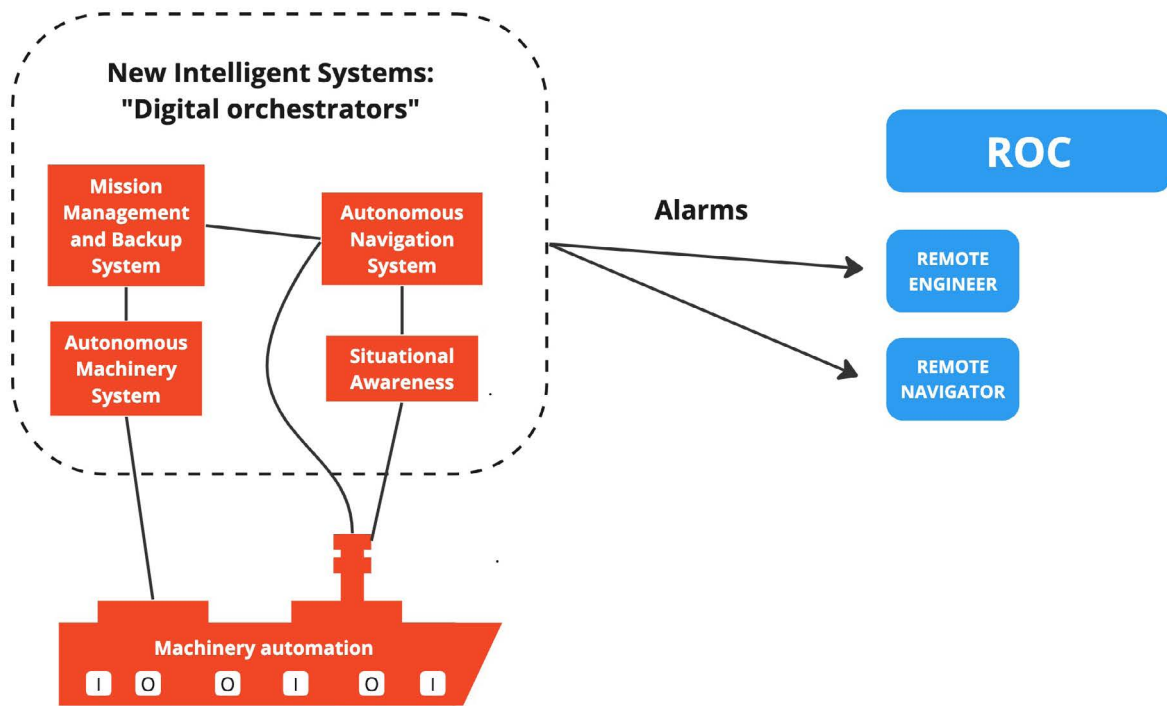 New Intelligent Systems:
"Digital orchestrators"
Mission
Management
and Backup
System
Autonomous
Navigation
System
Autonomous
Machinery
System
Situational
Awareness
Machinery automation
I O O I O I
Alarms
ROC
REMOTE
ENGINEER
REMOTE
NAVIGATOR